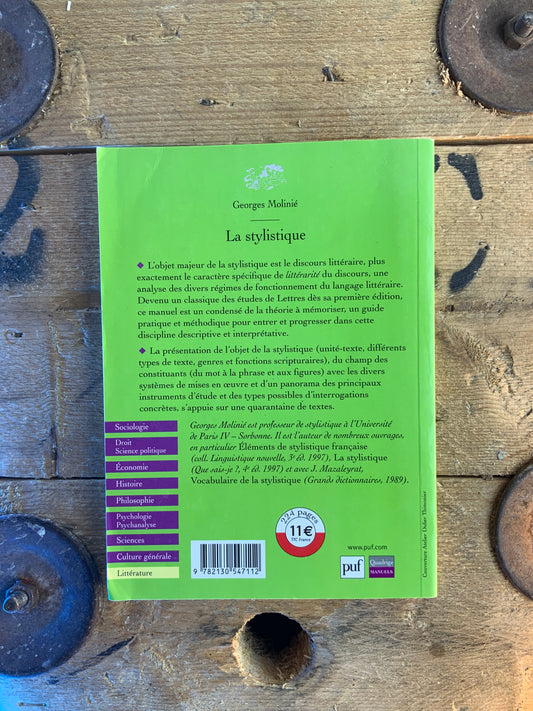 Georges Molinié
La stylistique
❖ L'objet majeur de la stylistique est le discours littéraire, plus
exactement le caractère spécifique de littérarité du discours, une
analyse des divers régimes de fonctionnement du langage littéraire.
Devenu un classique des études de Lettres dès sa première édition,
ce manuel est un condensé de la théorie à mémoriser, un guide
pratique et méthodique pour entrer et progresser dans cette
discipline descriptive et interprétative.
❖ La présentation de l'objet de la stylistique (unité-texte, différents
types de texte, genres et fonctions scripturaires), du champ des
constituants (du mot à la phrase et aux figures) avec les divers
systèmes de mises en œuvre et d'un panorama des principaux
instruments d'étude et des types possibles d'interrogations
concrètes, s'appuie sur une quarantaine de textes.
Georges Molinié est professeur de stylistique à l'Université
de Paris IV – Sorbonne. Il est l'auteur de nombreux ouvrages,
en particulier Éléments de stylistique française
(coll. Linguistique nouvelle, 3e éd. 1997), La stylistique
(Que sais-je ?, 4e éd. 1997) et avec J. Mazaleyrat,
Vocabulaire de la stylistique (Grands dictionnaires, 1989).
Sociologie
Droit
Science politique
Économie
Histoire
Philosophie
Psychologie
Psychanalyse
Sciences
Culture générale
Littérature
224 pages
11€
TTC France
9 782130 547112
www.puf.com
puf
Quadrige
MANUELS
Couverture Atelier Didier Thimonier